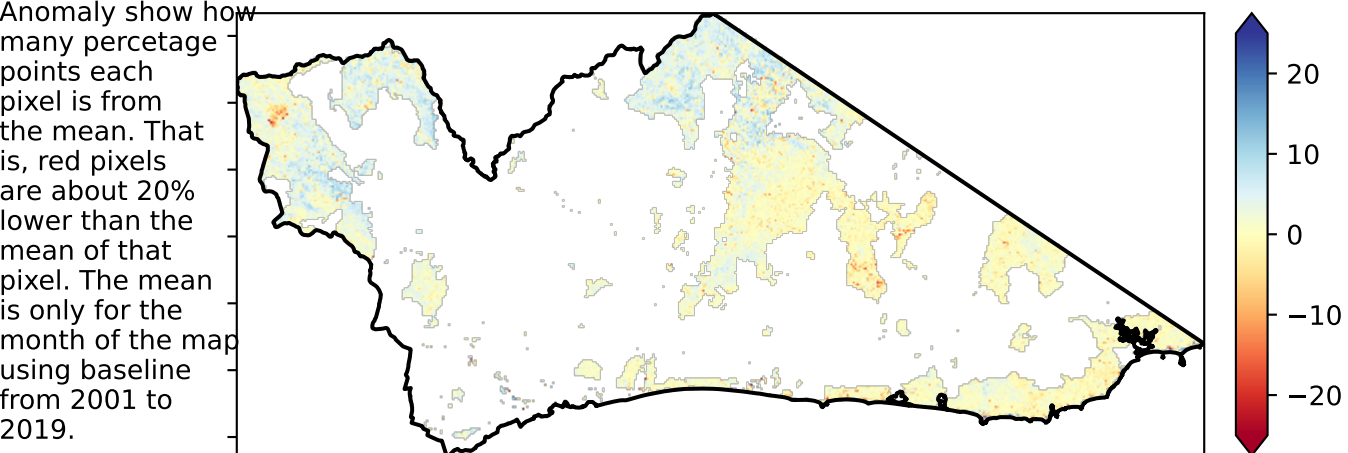 Anomaly show how
many percetage
points each
pixel is from
the mean. That
is, red pixels
are about 20%
lower than the
mean of that
pixel. The mean
is only for the
month of the map
using baseline
from 2001 to
2019.
20
10
0
−10
−20